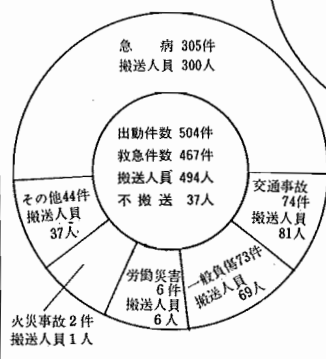 急　病 305件
搬送人員 300人
出動件数 504件
救急件数 467件
搬送人員 494人
不 搬 送　37人
交通事故
74件
搬送人員
81人
一般負傷73件
搬送人員
69人
労働災害
6件
搬送人員
6人
火災事故 2 件
搬送人員 1 人
その他44件
搬送人員
37人